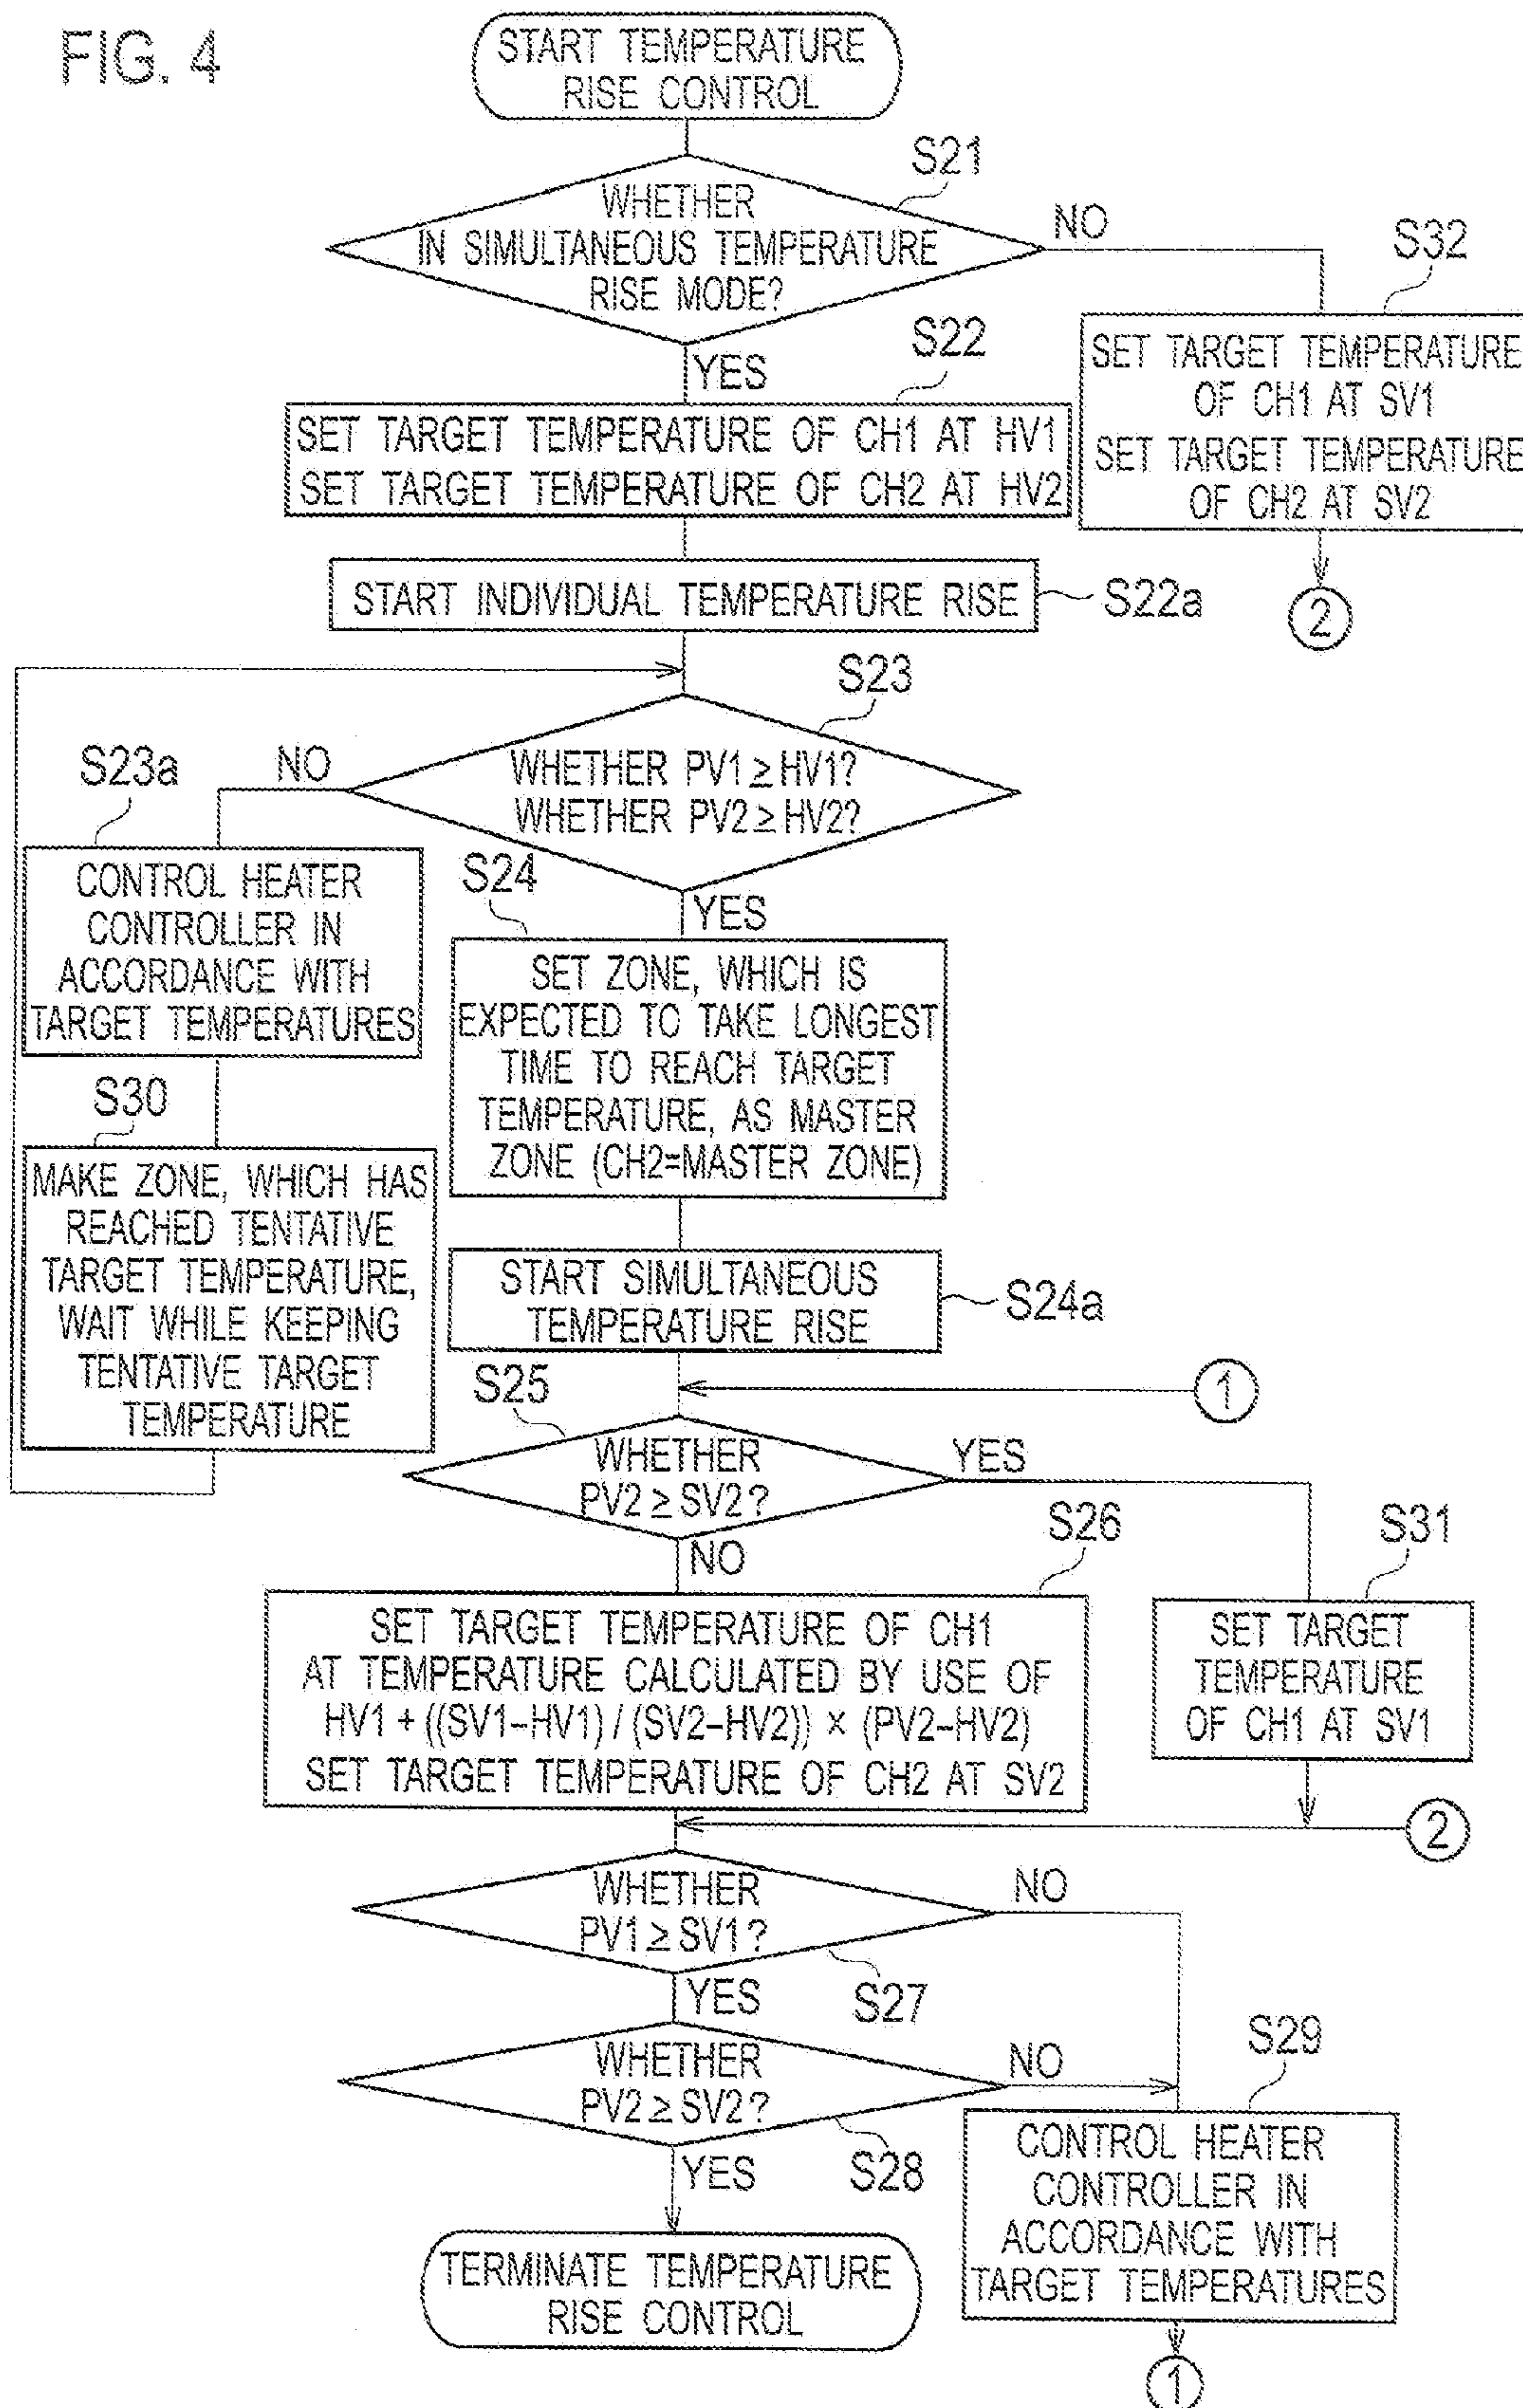 FIG. 4
START TEMPERATURE
RISE CONTROL
S21
WHETHER
IN SIMULTANEOUS TEMPERATURE
RISE MODE?
NO
S32
YES
S22
SET TARGET TEMPERATURE
OF CH1 AT SV1
SET TARGET TEMPERATURE
OF CH2 AT SV2
2
SET TARGET TEMPERATURE OF CH1 AT HV1
SET TARGET TEMPERATURE OF CH2 AT HV2
START INDIVIDUAL TEMPERATURE RISE
S22a
S23
WHETHER PV1 ≥ HV1?
WHETHER PV2 ≥ HV2?
NO
S23a
CONTROL HEATER
CONTROLLER IN
ACCORDANCE WITH
TARGET TEMPERATURES
S30
MAKE ZONE, WHICH HAS
REACHED TENTATIVE
TARGET TEMPERATURE,
WAIT WHILE KEEPING
TENTATIVE TARGET
TEMPERATURE
S24
YES
SET ZONE, WHICH IS
EXPECTED TO TAKE LONGEST
TIME TO REACH TARGET
TEMPERATURE, AS MASTER
ZONE (CH2=MASTER ZONE)
START SIMULTANEOUS
TEMPERATURE RISE
S24a
1
S25
WHETHER
PV2 ≥ SV2?
YES
NO
S26
S31
SET TARGET TEMPERATURE OF CH1
AT TEMPERATURE CALCULATED BY USE OF
HV1 + ((SV1–HV1) / (SV2–HV2)) × (PV2–HV2)
SET TARGET TEMPERATURE OF CH2 AT SV2
SET TARGET
TEMPERATURE
OF CH1 AT SV1
2
WHETHER
PV1 ≥ SV1?
NO
S27
YES
WHETHER
PV2 ≥ SV2?
NO
S28
YES
S29
CONTROL HEATER
CONTROLLER IN
ACCORDANCE WITH
TARGET TEMPERATURES
1
TERMINATE TEMPERATURE
RISE CONTROL